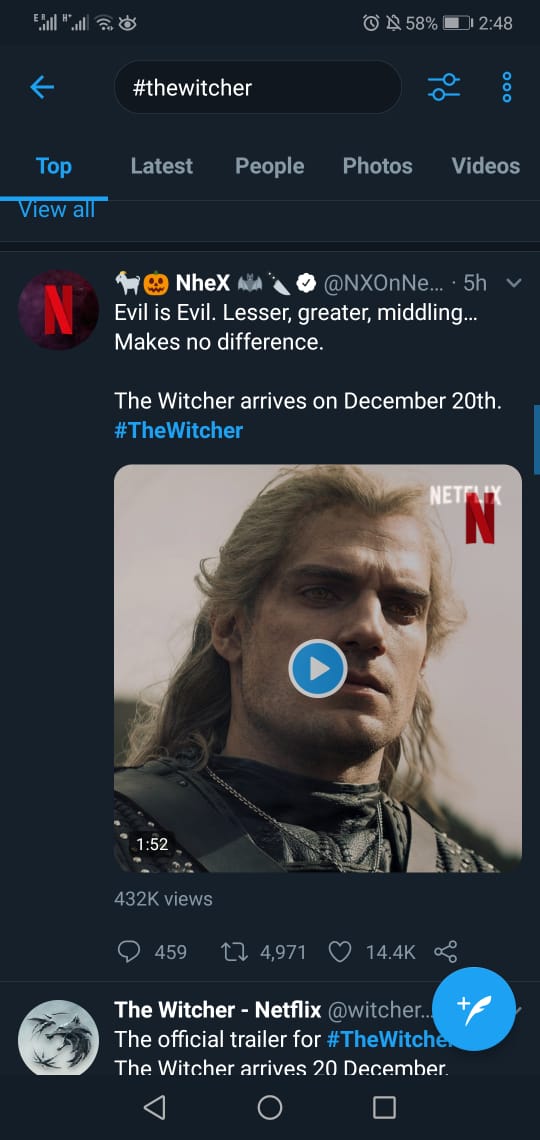 58% 2:48
#thewitcher
Top Latest People Photos Videos
View all
NheX @NXOnNe... · 5h
Evil is Evil. Lesser, greater, middling...
Makes no difference.
The Witcher arrives on December 20th.
#TheWitcher
NETFLIX
N
N
1:52
432K views
459 4,971 14.4K
The Witcher - Netflix @witcher...
The official trailer for #TheWitche
The Witcher arrives 20 December.